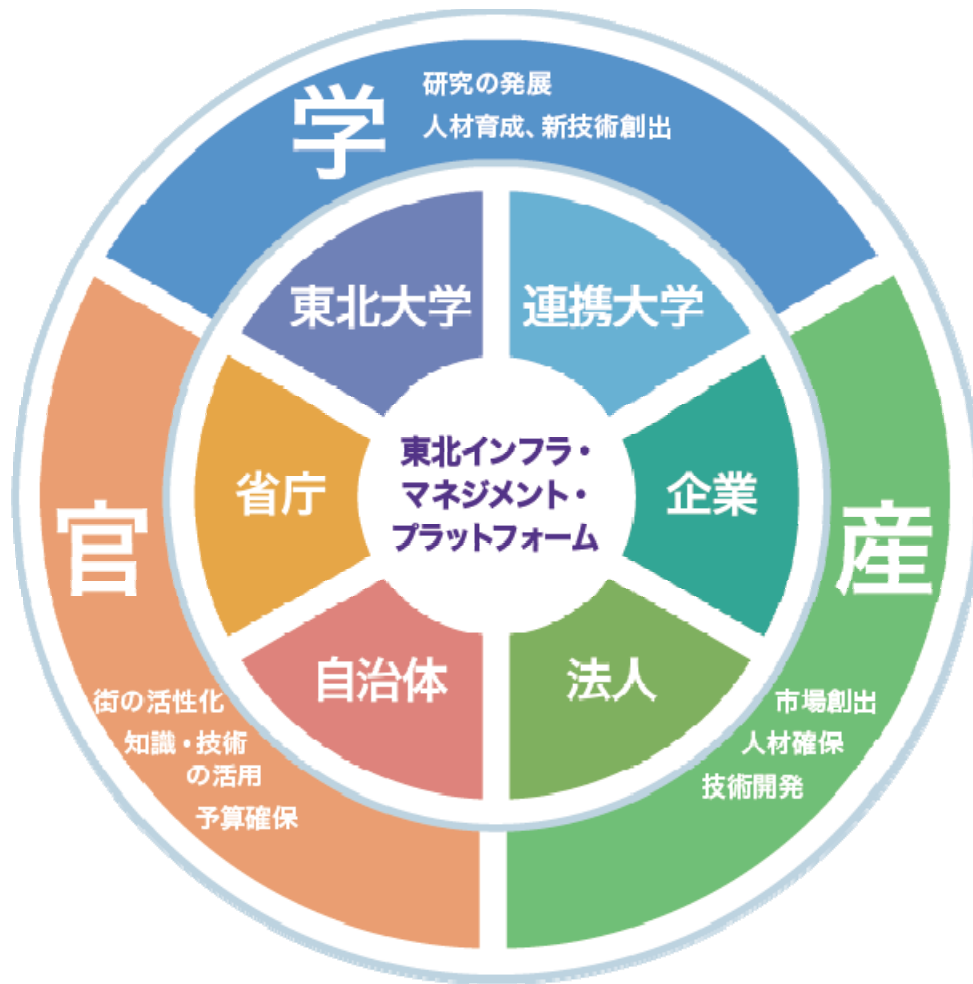 学
研究の発展
人材育成、新技術創出
東北大学
連携大学
東北インフラ・
マネジメント・
プラットフォーム
省庁
企業
官
産
自治体
法人
街の活性化
知識・技術
の活用
予算確保
市場創出
人材確保
技術開発